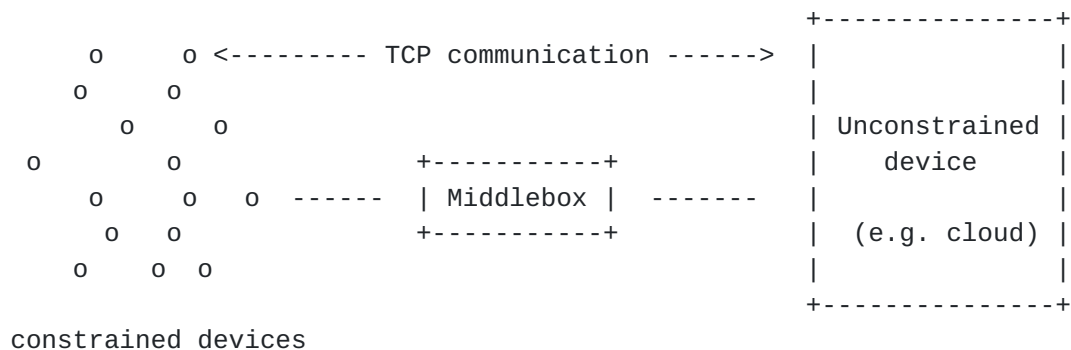 +---------------+
     o     o <--------- TCP communication ------>  |               |
    o     o                                        |               |
       o     o                                     | Unconstrained |
 o        o               +-----------+            |    device     |
     o     o   o  ------  | Middlebox |  -------   |               |
      o   o               +-----------+            |  (e.g. cloud) |
    o    o  o                                      |               |
                                                   +---------------+
constrained devices